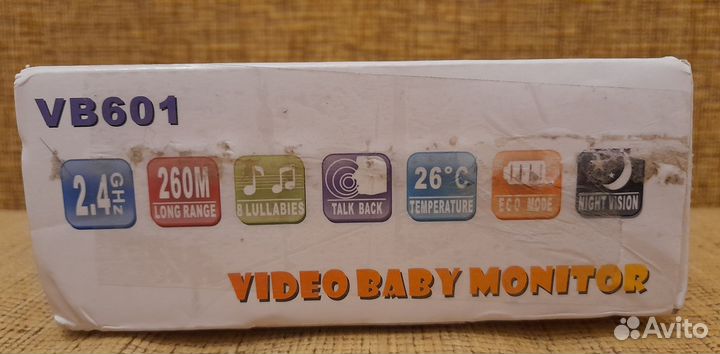 VB601
2.4 GHz
260M
LONG RANGE
8 LULLABIES
TALK BACK
26°C
TEMPERATURE
ECO MODE
NIGHT VISION
VIDEO BABY MONITOR
Avito